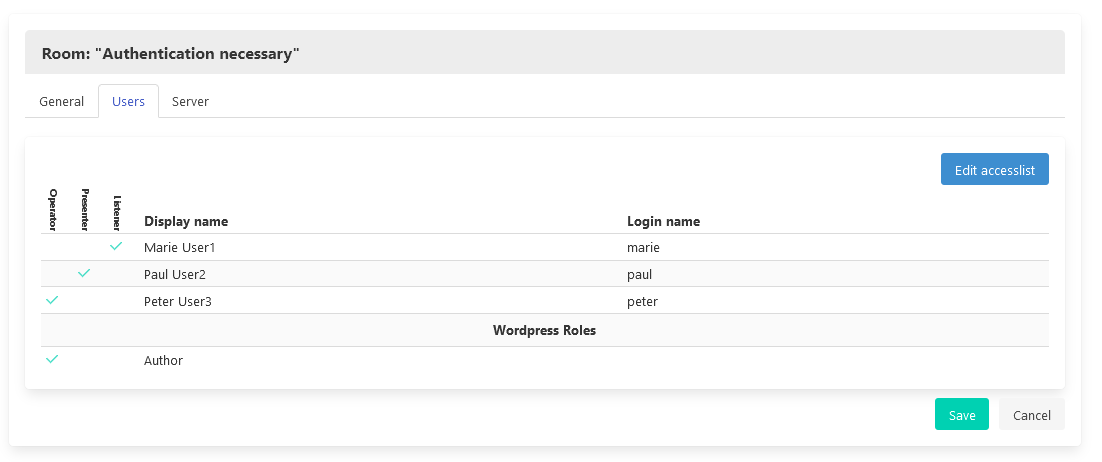 Room: "Authentication necessary"
General Users Server
Edit accesslist
Operator Presenter Listener Display name Login name
Marie User1 marie
Paul User2 paul
Peter User3 peter
Wordpress Roles
Author
Save Cancel